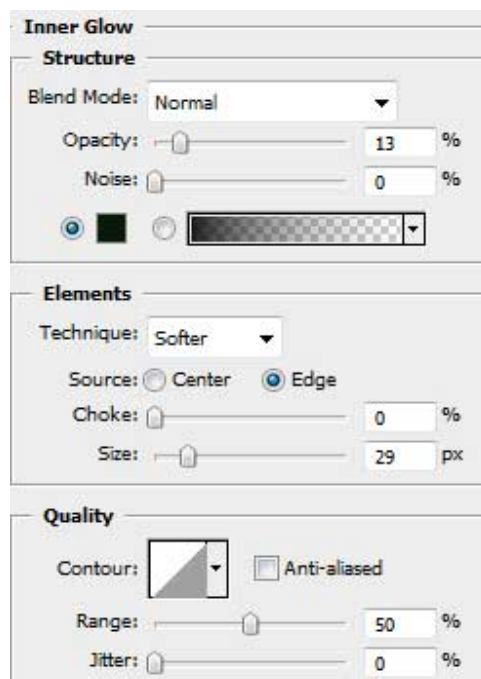 Inner Glow
Structure
Blend Mode: Normal
Opacity: 13 %
Noise: 0 %
Elements
Technique: Softer
Source: Center Edge
Choke: 0 %
Size: 29 px
Quality
Contour: Anti-aliased
Range: 50 %
Jitter: 0 %